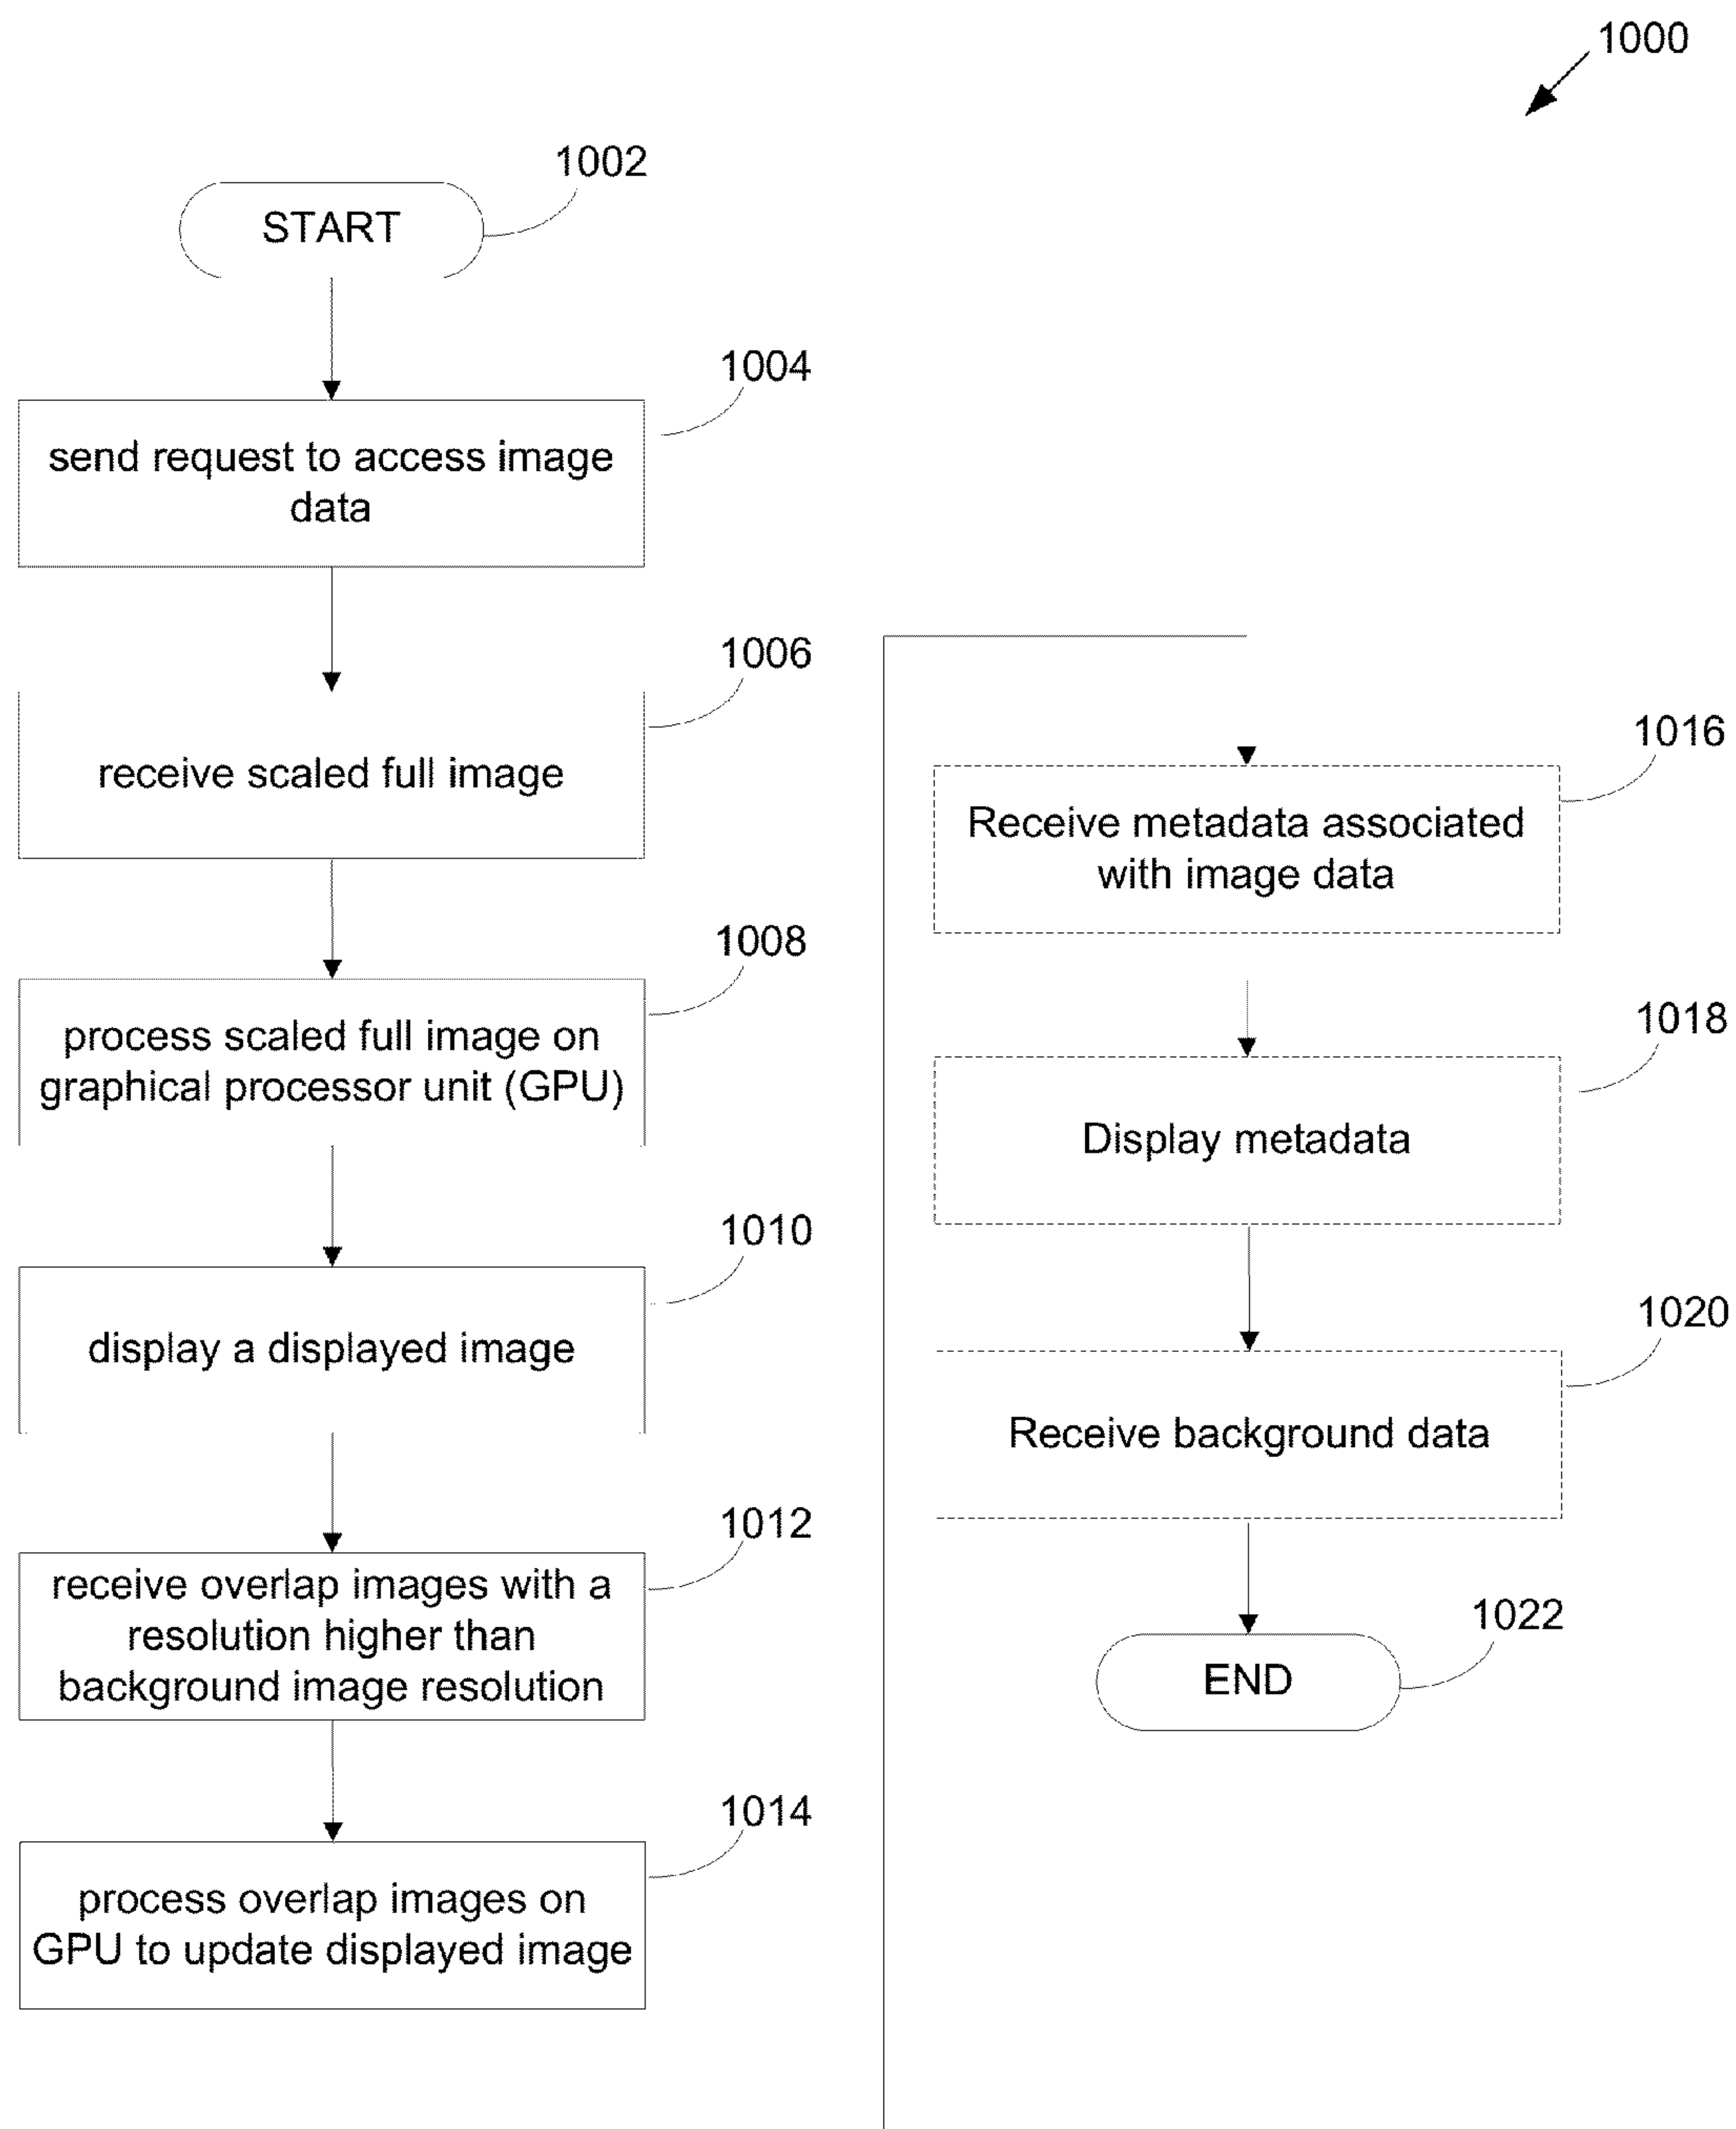 1000
1002
START
1004
send request to access image
data
1006
receive scaled full image
1008
process scaled full image on
graphical processor unit (GPU)
1010
display a displayed image
1012
receive overlap images with a
resolution higher than
background image resolution
1014
process overlap images on
GPU to update displayed image
1016
Receive metadata associated
with image data
1018
Display metadata
1020
Receive background data
1022
END